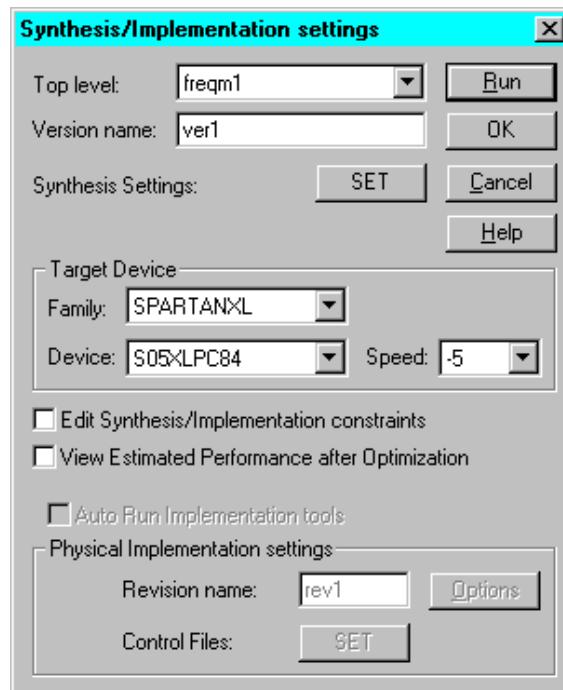 Synthesis/Implementation settings
Top level: freqm1 Run
Version name: ver1 OK
Synthesis Settings: SET Cancel
Help
Target Device
Family: SPARTANXL
Device: S05XLPC84 Speed: -5
Edit Synthesis/Implementation constraints
View Estimated Performance after Optimization
Auto Run Implementation tools
Physical Implementation settings
Revision name: rev1 Options
Control Files: SET